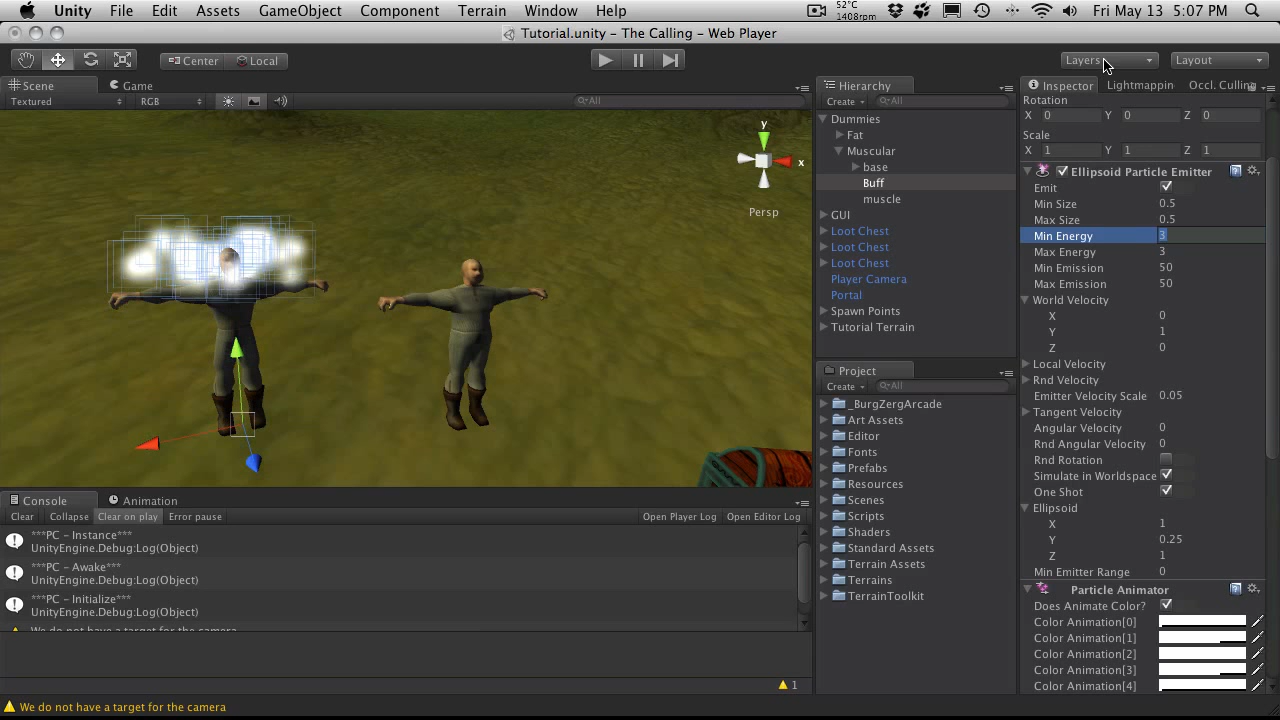 Unity File Edit Assets GameObject Component Terrain Window Help 52°C 1408rpm Fri May 13 5:07 PM
Tutorial.unity – The Calling – Web Player
Center Local Layers Layout
Scene Game
Textured RGB All
y
x
Persp
Hierarchy
Create All
Dummies
Fat
Muscular
base
Buff
muscle
GUI
Loot Chest
Loot Chest
Loot Chest
Player Camera
Portal
Spawn Points
Tutorial Terrain
Project
Create All
_BurgZergArcade
Art Assets
Editor
Fonts
Prefabs
Resources
Scenes
Scripts
Shaders
Standard Assets
Terrain Assets
Terrains
TerrainToolkit
Inspector Lightmappin Occl. Culling
Rotation
X 0 Y 0 Z 0
Scale
X 1 Y 1 Z 1
Ellipsoid Particle Emitter
Emit
Min Size 0.5
Max Size 0.5
Min Energy 3
Max Energy 3
Min Emission 50
Max Emission 50
World Velocity
X 0
Y 1
Z 0
Local Velocity
Rnd Velocity
Emitter Velocity Scale 0.05
Tangent Velocity
Angular Velocity 0
Rnd Angular Velocity 0
Rnd Rotation
Simulate in Worldspace
One Shot
Ellipsoid
X 1
Y 0.25
Z 1
Min Emitter Range 0
Particle Animator
Does Animate Color?
Color Animation[0]
Color Animation[1]
Color Animation[2]
Color Animation[3]
Color Animation[4]
Console Animation
Clear Collapse Clear on play Error pause Open Player Log Open Editor Log
***PC – Instance***
UnityEngine.Debug:Log(Object)
***PC – Awake***
UnityEngine.Debug:Log(Object)
***PC – Initialize***
UnityEngine.Debug:Log(Object)
We do not have a target for the camera
1
We do not have a target for the camera